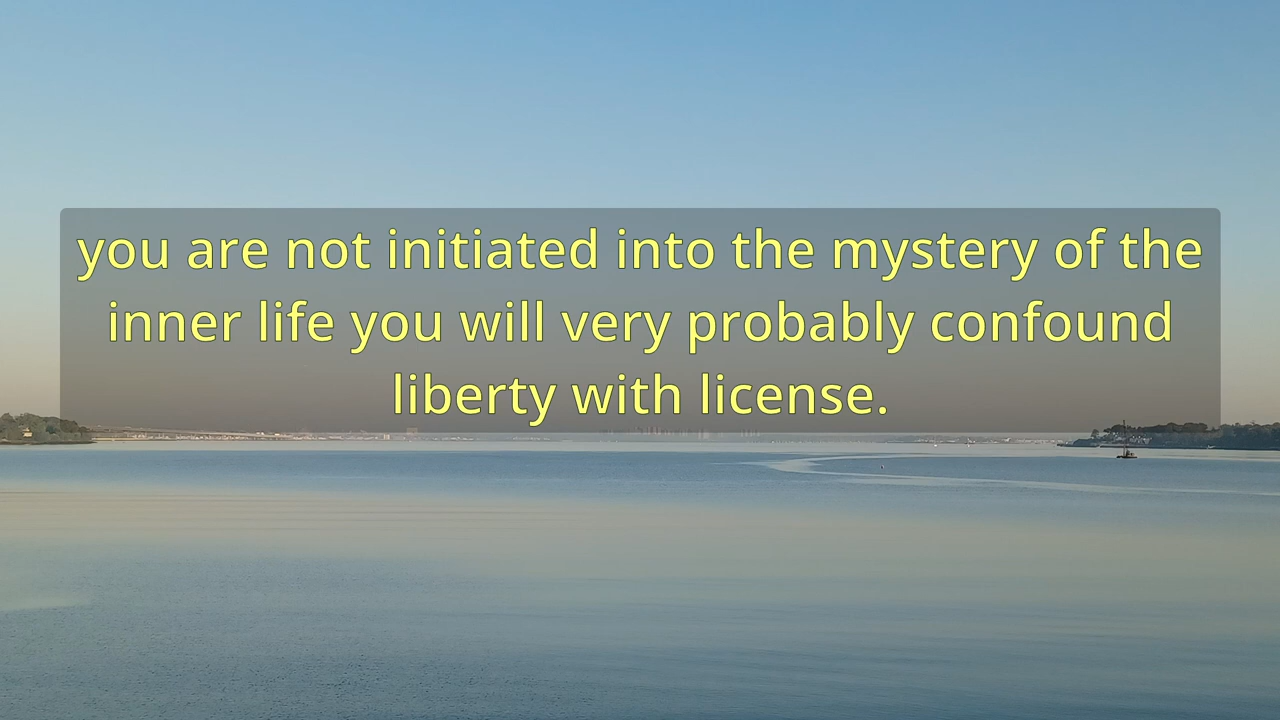 you are not initiated into the mystery of the
inner life you will very probably confound
liberty with license.